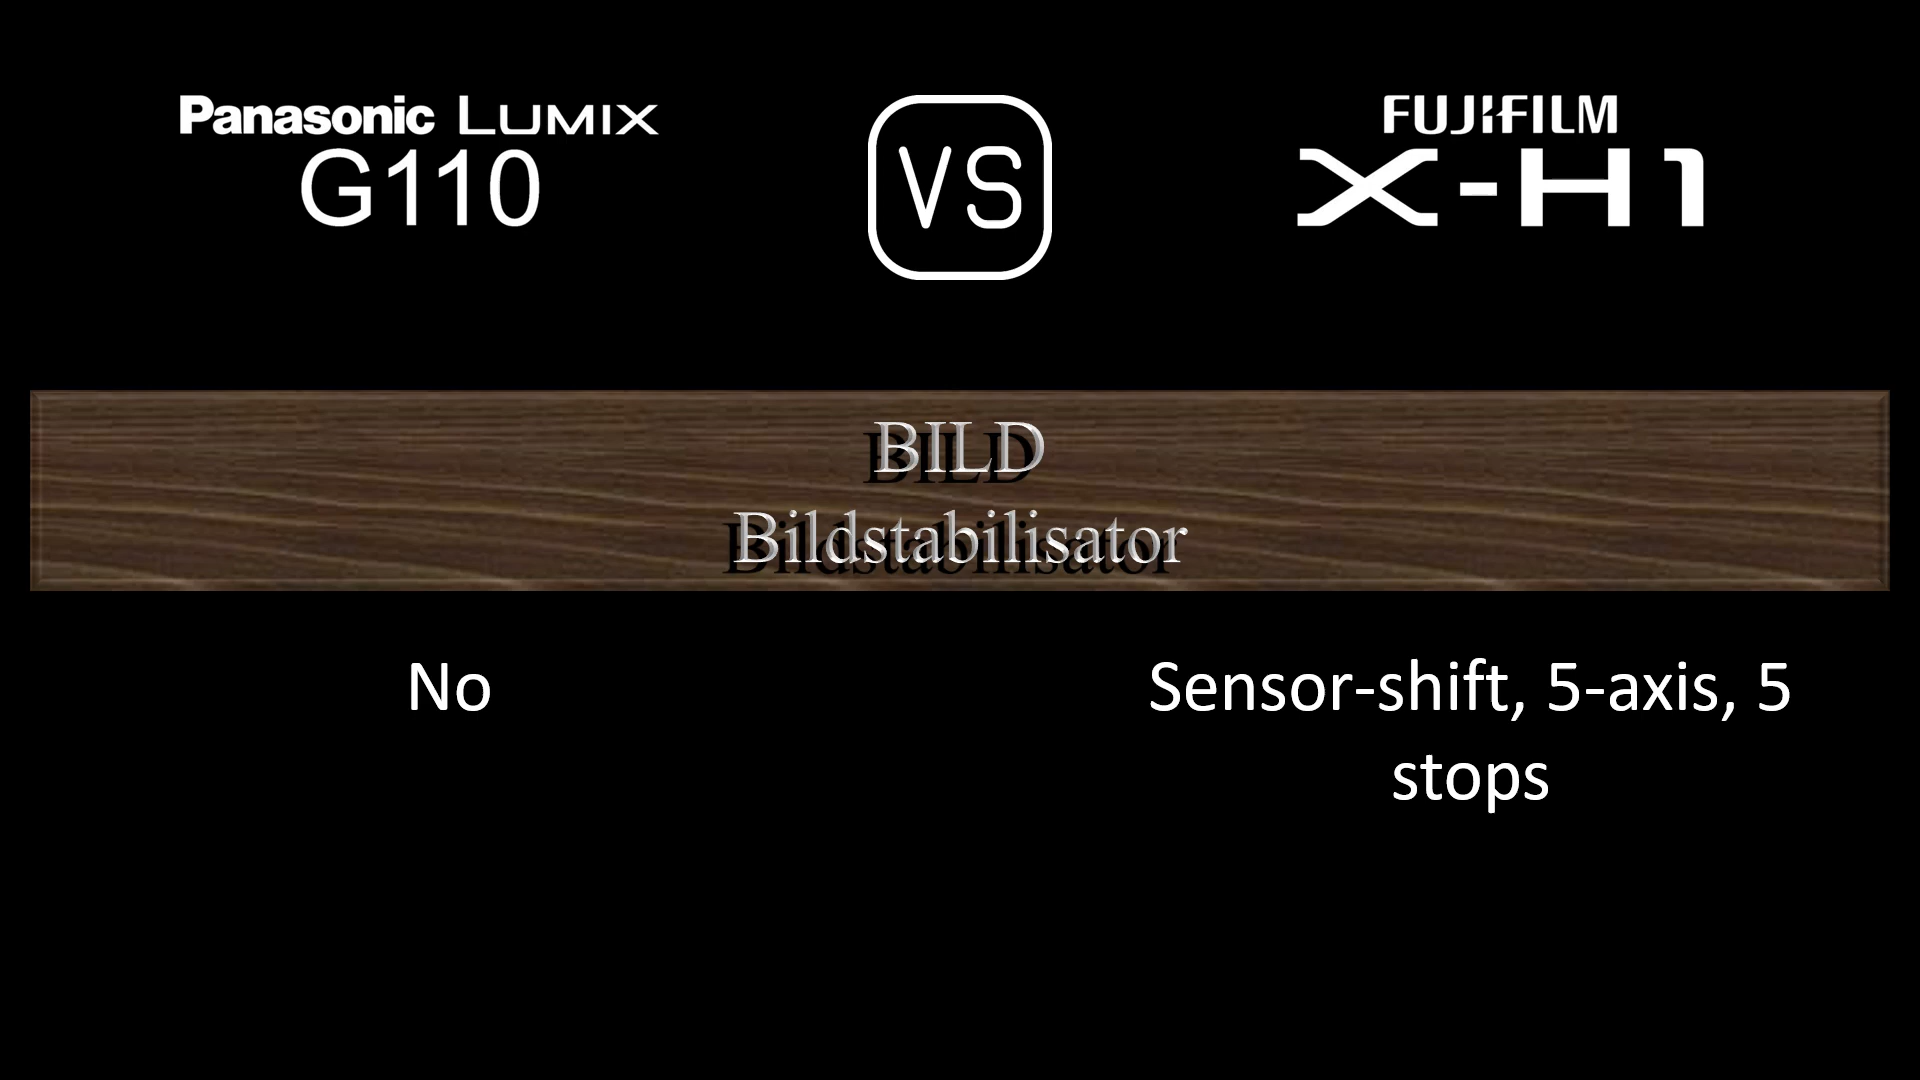 Panasonic LUMIX
G110
VS
FUJIFILM
X-H1
BILD
Bildstabilisator
No
Sensor-shift, 5-axis, 5
stops